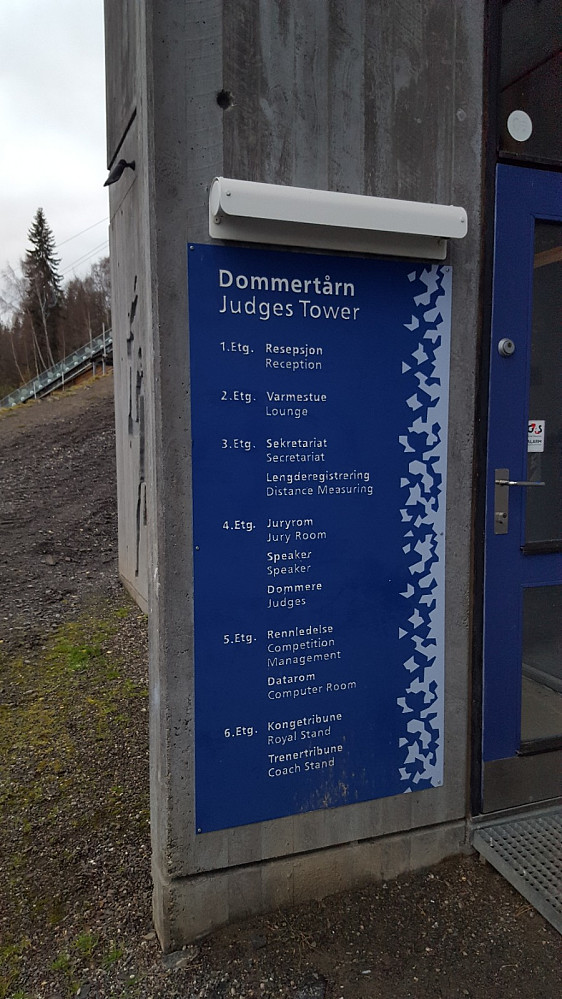 Dommertårn
Judges Tower
1.Etg. Resepsjon
Reception
2.Etg. Varmestue
Lounge
3.Etg. Sekretariat
Secretariat
Lengderegistrering
Distance Measuring
4.Etg. Juryrom
Jury Room
Speaker
Speaker
Dommere
Judges
5.Etg. Rennledelse
Competition
Management
Datarom
Computer Room
6.Etg. Kongetribune
Royal Stand
Trenertribune
Coach Stand